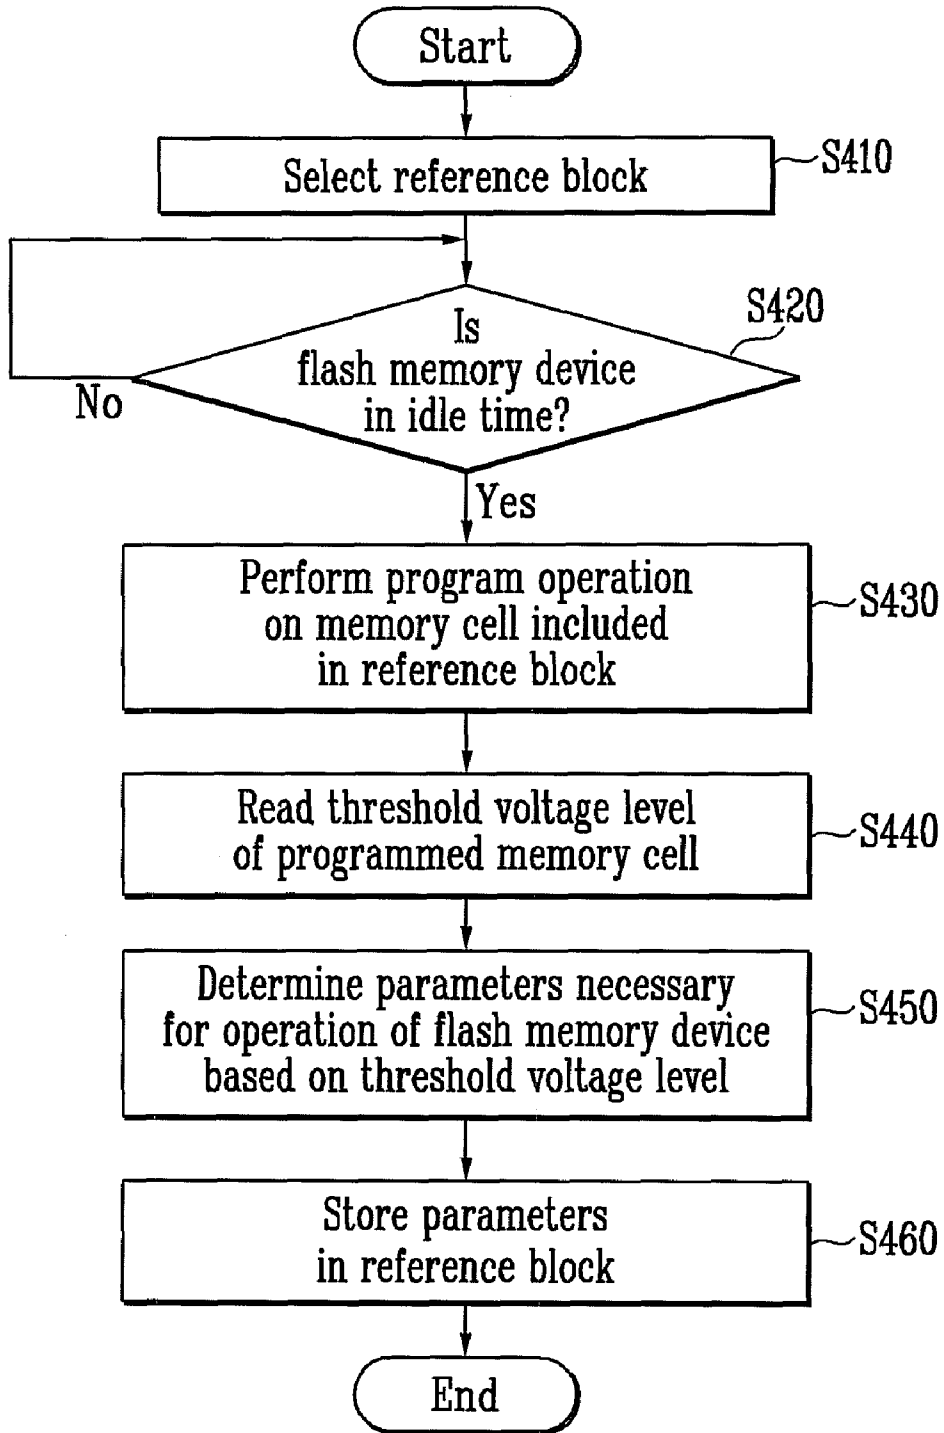 Start
Select reference block
S410
Is
flash memory device
in idle time?
S420
No
Yes
Perform program operation
on memory cell included
in reference block
S430
Read threshold voltage level
of programmed memory cell
S440
Determine parameters necessary
for operation of flash memory device
based on threshold voltage level
S450
Store parameters
in reference block
S460
End